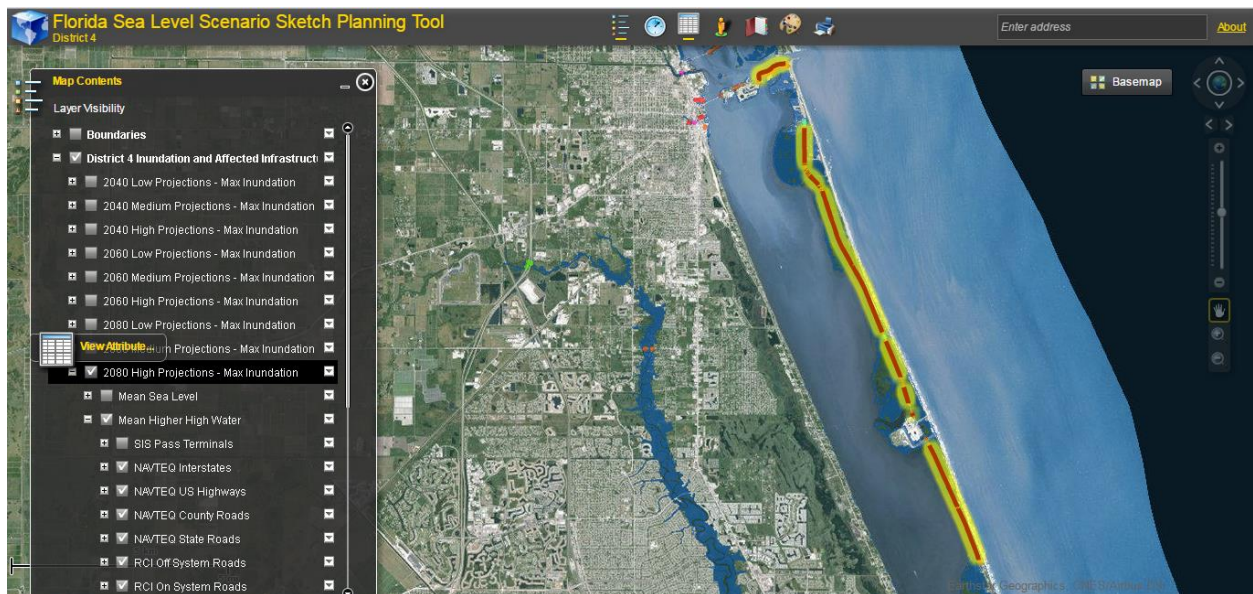 Florida Sea Level Scenario Sketch Planning Tool
District 4
Enter address
About
Map Contents
Basemap
Layer Visibility
Boundaries
District 4 Inundation and Affected Infrastruct
2040 Low Projections - Max Inundation
2040 Medium Projections - Max Inundation
2040 High Projections - Max Inundation
2060 Low Projections - Max Inundation
2060 Medium Projections - Max Inundation
2060 High Projections - Max Inundation
2080 Low Projections - Max Inundation
View Attribute...
Projections - Max Inundation
2080 High Projections - Max Inundation
Mean Sea Level
Mean Higher High Water
SIS Pass Terminals
NAVTEQ Interstates
NAVTEQ US Highways
NAVTEQ County Roads
NAVTEQ State Roads
RCI Off System Roads
RCI On System Roads
Earthstar Geographics,